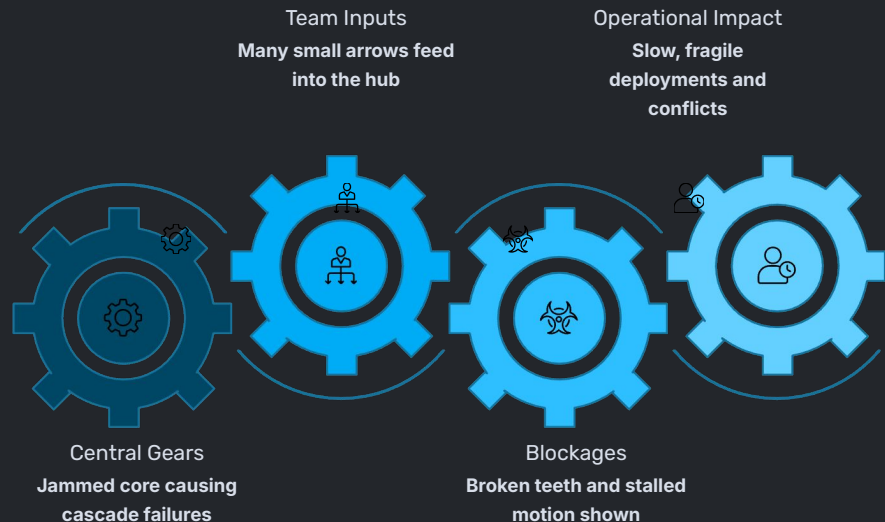 Team Inputs
Many small arrows feed
into the hub
Operational Impact
Slow, fragile
deployments and
conflicts
Central Gears
Jammed core causing
cascade failures
Blockages
Broken teeth and stalled
motion shown